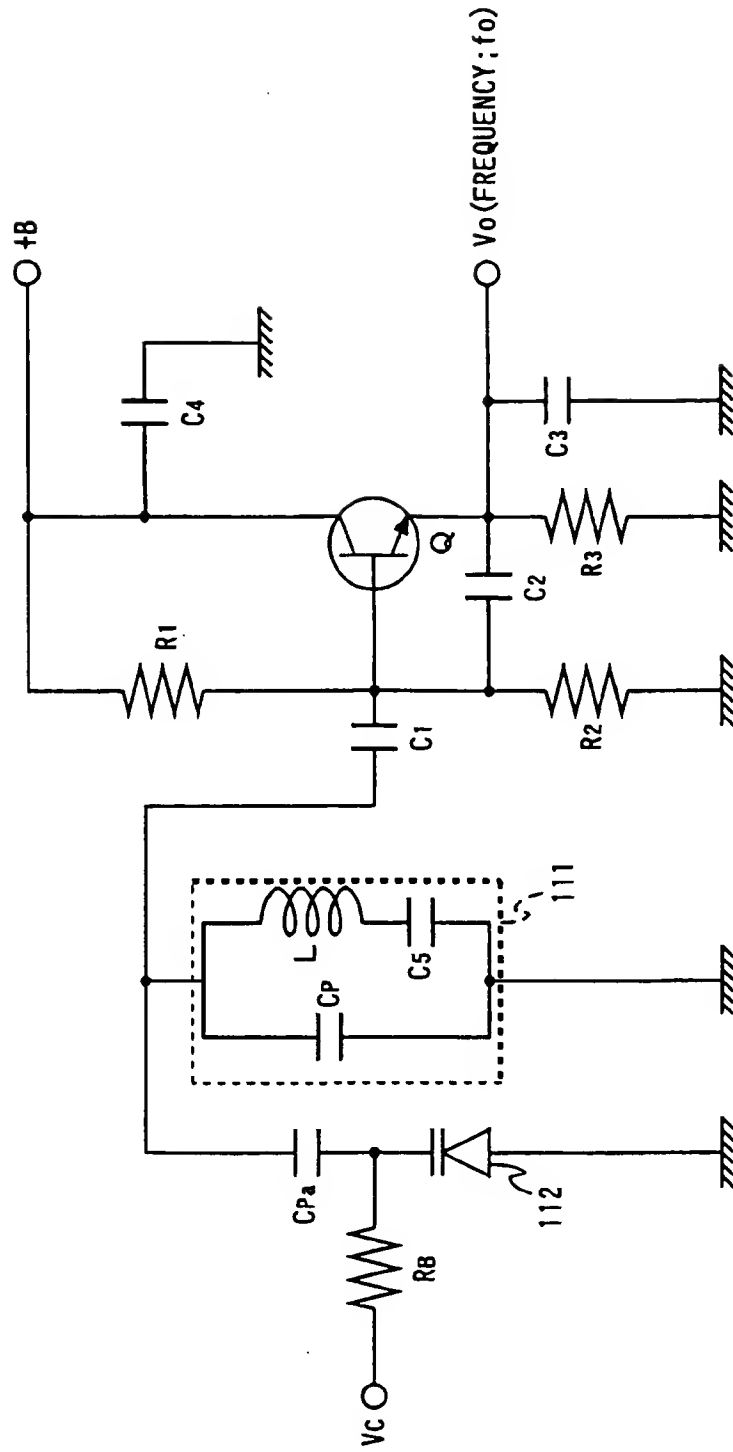 +B
C4
R1
Vo(FREQUENCY;fo)
Q
C1
C2
C3
R2
R3
111
L
C5
CP
CPa
112
RB
Vc